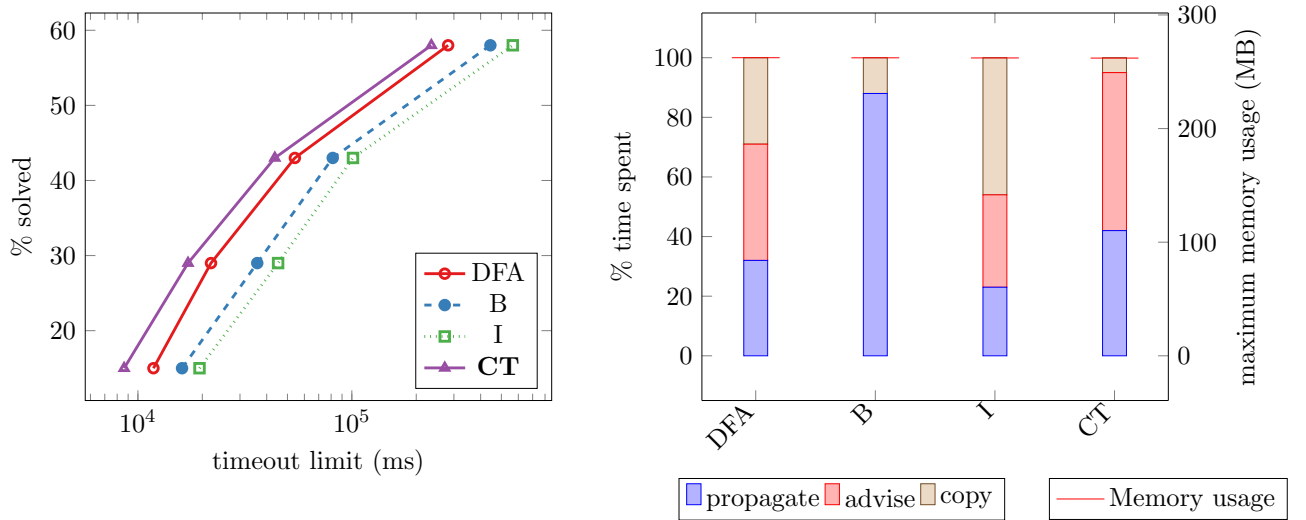 60
50
40
30
20
% solved
10^4
10^5
timeout limit (ms)
DFA
B
I
CT
100
80
60
40
20
0
% time spent
300
200
100
0
maximum memory usage (MB)
DFA
B
I
CT
propagate advise copy
Memory usage